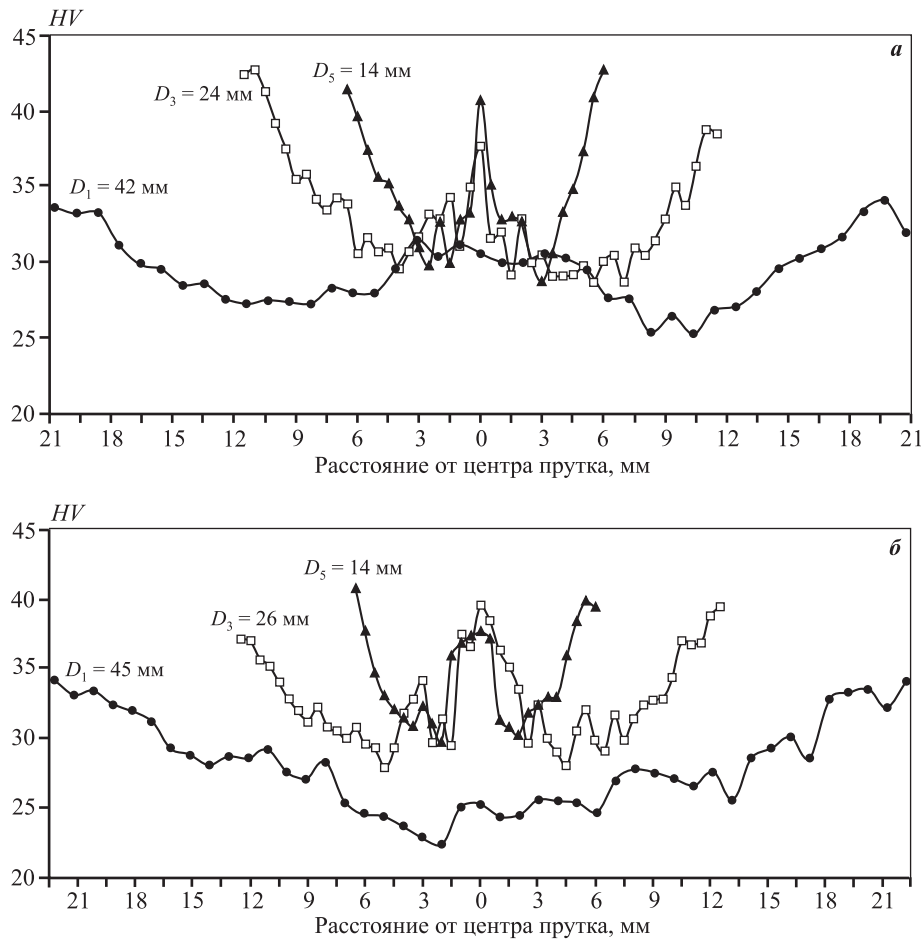 HV
а
45
40
35
30
25
20
D3 = 24 мм
D5 = 14 мм
D1 = 42 мм
21 18 15 12 9 6 3 0 3 6 9 12 15 18 21
Расстояние от центра прутка, мм
HV
б
45
40
35
30
25
20
D5 = 14 мм
D3 = 26 мм
D1 = 45 мм
21 18 15 12 9 6 3 0 3 6 9 12 15 18 21
Расстояние от центра прутка, мм